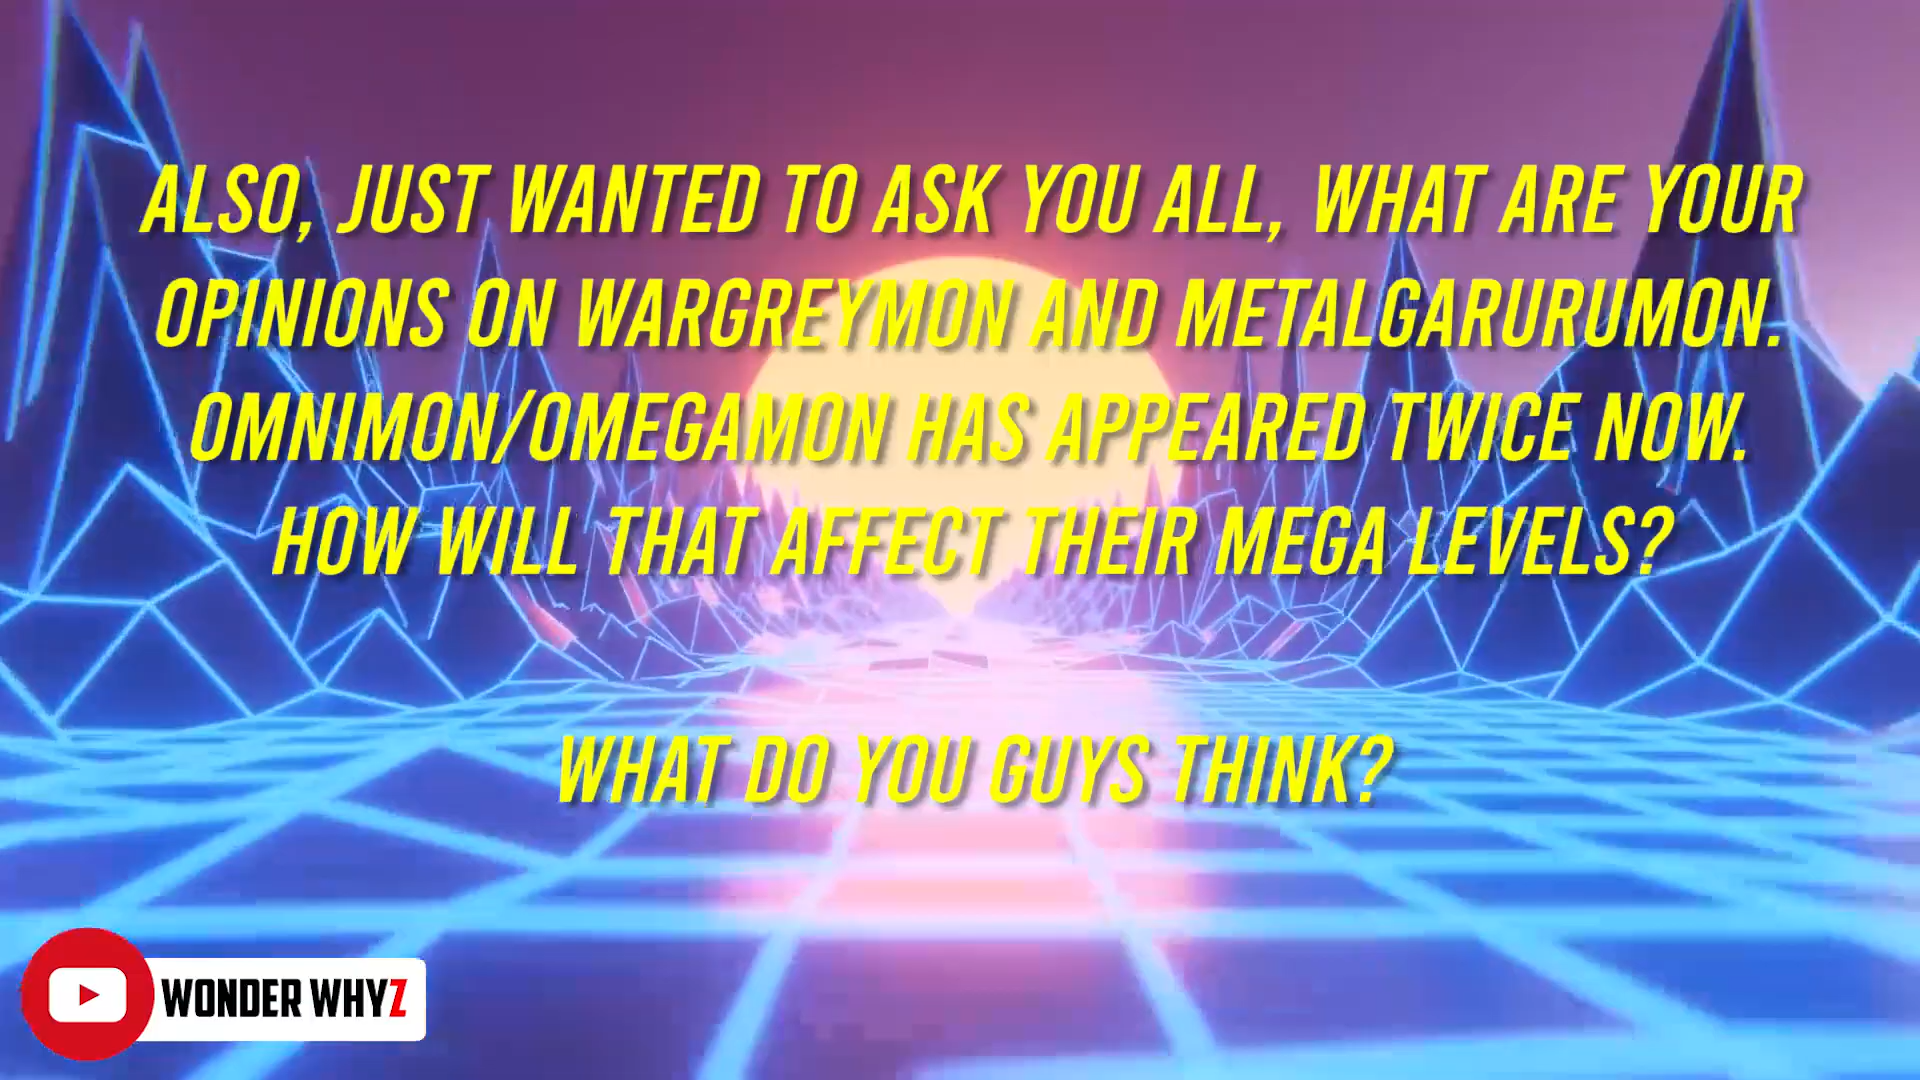 ALSO, JUST WANTED TO ASK YOU ALL, WHAT ARE YOUR
OPINIONS ON WARGREYMON AND METALGARURUMON.
OMNIMON/OMEGAMON HAS APPEARED TWICE NOW.
HOW WILL THAT AFFECT THEIR MEGA LEVELS?
WHAT DO YOU GUYS THINK?
WONDER WHYZ